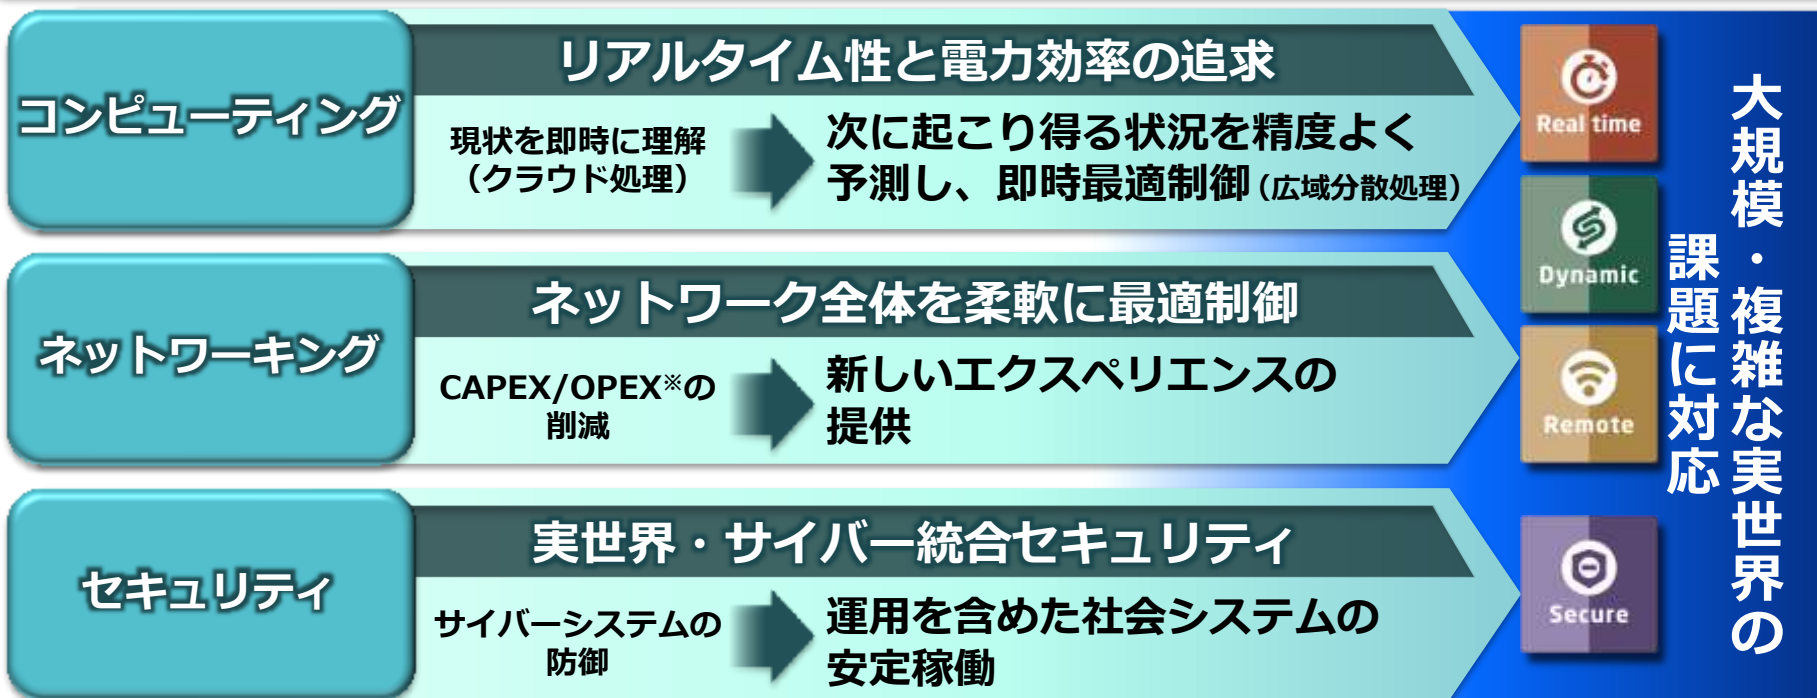 コンピューティング
リアルタイム性と電力効率の追求
現状を即時に理解
（クラウド処理）
次に起こり得る状況を精度よく
予測し、即時最適制御（広域分散処理）
ネットワーキング
ネットワーク全体を柔軟に最適制御
CAPEX/OPEX※の
削減
新しいエクスペリエンスの
提供
セキュリティ
実世界・サイバー統合セキュリティ
サイバーシステムの
防御
運用を含めた社会システムの
安定稼働
Real time
Dynamic
Remote
Secure
大規模・複雑な実世界の
課題に対応